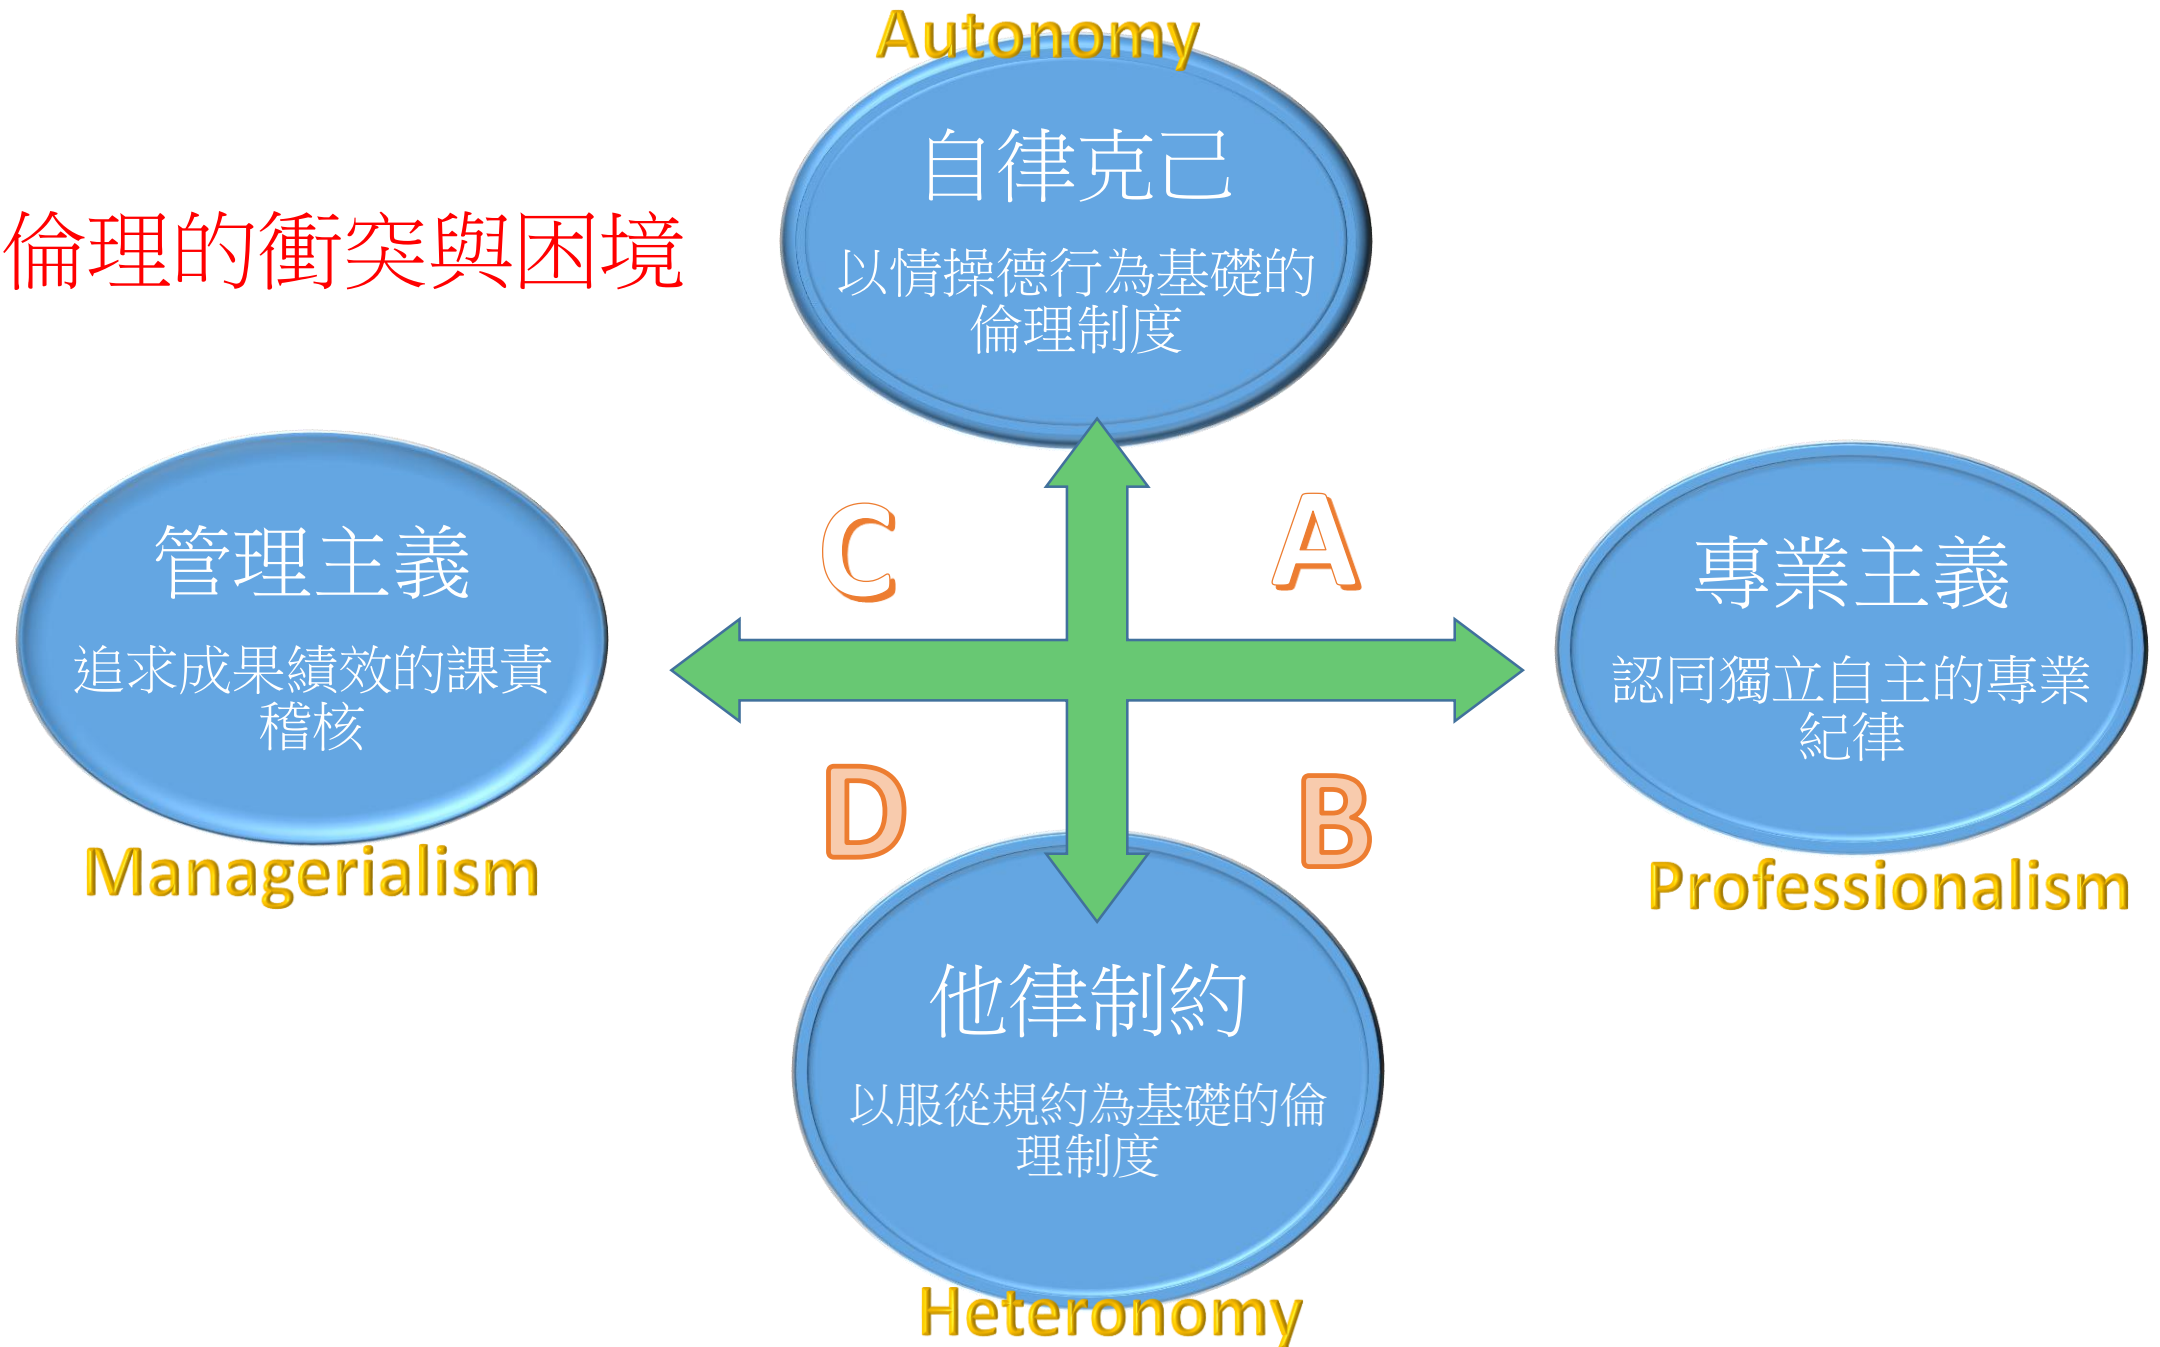 Autonomy
自律克己
以情操德行為基礎的
倫理制度
倫理的衝突與困境
C
A
管理主義
追求成果績效的課責
稽核
Managerialism
專業主義
認同獨立自主的專業
紀律
Professionalism
D
B
他律制約
以服從規約為基礎的倫
理制度
Heteronomy